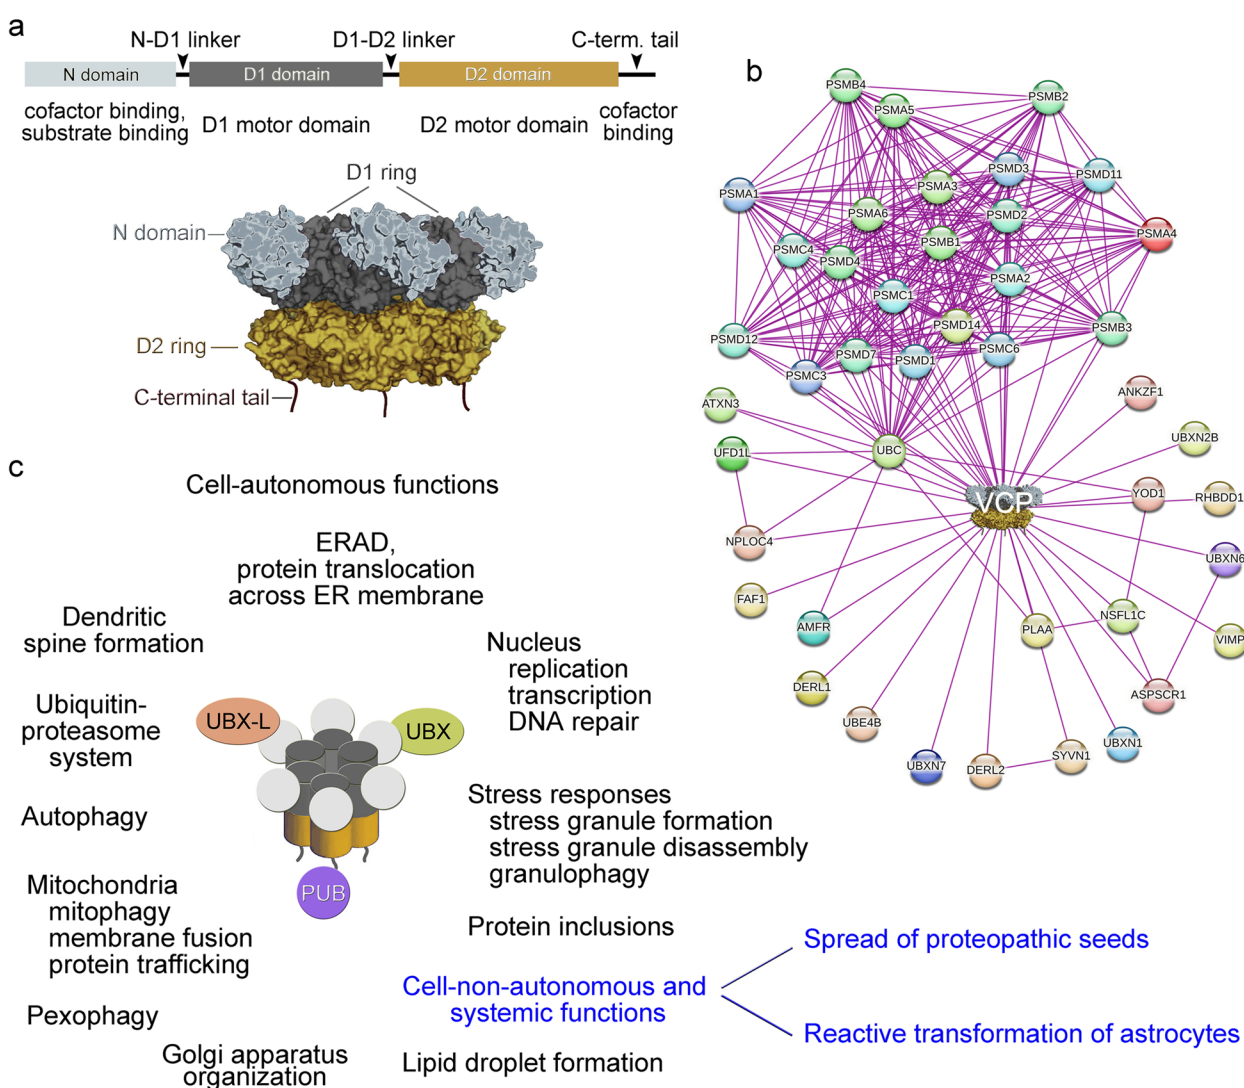 a
N-D1 linker
D1-D2 linker
C-term. tail
N domain
D1 domain
D2 domain
cofactor binding,
substrate binding
D1 motor domain
D2 motor domain
cofactor
binding
D1 ring
N domain
D2 ring
C-terminal tail
b
PSMB4
PSMB2
PSMA5
PSMD3
PSMD11
PSMA1
PSMA3
PSMA6
PSMD2
PSMA4
PSMC4
PSMB1
PSMD4
PSMA2
PSMC1
PSMD14
PSMB3
PSMD12
PSMD7
PSMD1
PSMC6
PSMC3
ANKZF1
ATXN3
UBXN2B
UFD1L
UBC
VCP
YOD1
RHBDD1
NPLOC4
UBXN6
FAF1
AMFR
PLAA
NSFL1C
VIMP
DERL1
ASPSCR1
UBE4B
UBXN7
DERL2
SYVN1
UBXN1
c
Cell-autonomous functions
ERAD,
protein translocation
across ER membrane
Dendritic
spine formation
Nucleus
replication
transcription
DNA repair
Ubiquitin-
proteasome
system
UBX-L
UBX
PUB
Autophagy
Stress responses
stress granule formation
stress granule disassembly
granulophagy
Mitochondria
mitophagy
membrane fusion
protein trafficking
Protein inclusions
Cell-non-autonomous and
systemic functions
Spread of proteopathic seeds
Reactive transformation of astrocytes
Pexophagy
Golgi apparatus
organization
Lipid droplet formation